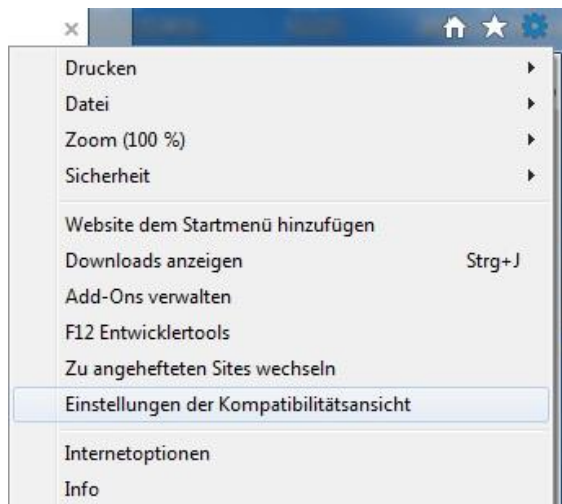 Drucken
Datei
Zoom (100 %)
Sicherheit
Website dem Startmenü hinzufügen
Downloads anzeigen Strg+J
Add-Ons verwalten
F12 Entwicklertools
Zu angehefteten Sites wechseln
Einstellungen der Kompatibilitätsansicht
Internetoptionen
Info